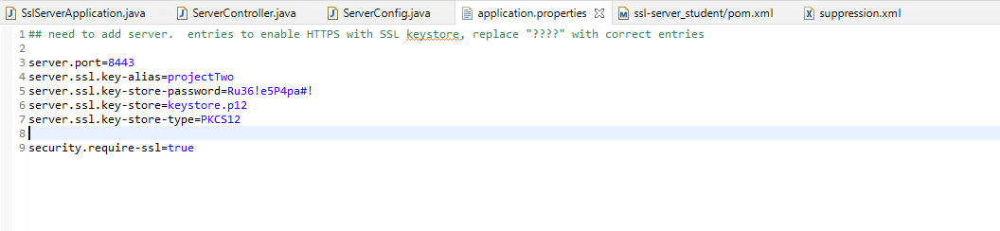 SslServerApplication.java ServerController.java ServerConfig.java application.properties ssl-server_student/pom.xml suppression.xml
1 ## need to add server.  entries to enable HTTPS with SSL keystore, replace "????" with correct entries
2
3 server.port=8443
4 server.ssl.key-alias=projectTwo
5 server.ssl.key-store-password=Ru36!e5P4pa#!
6 server.ssl.key-store=keystore.p12
7 server.ssl.key-store-type=PKCS12
8
9 security.require-ssl=true